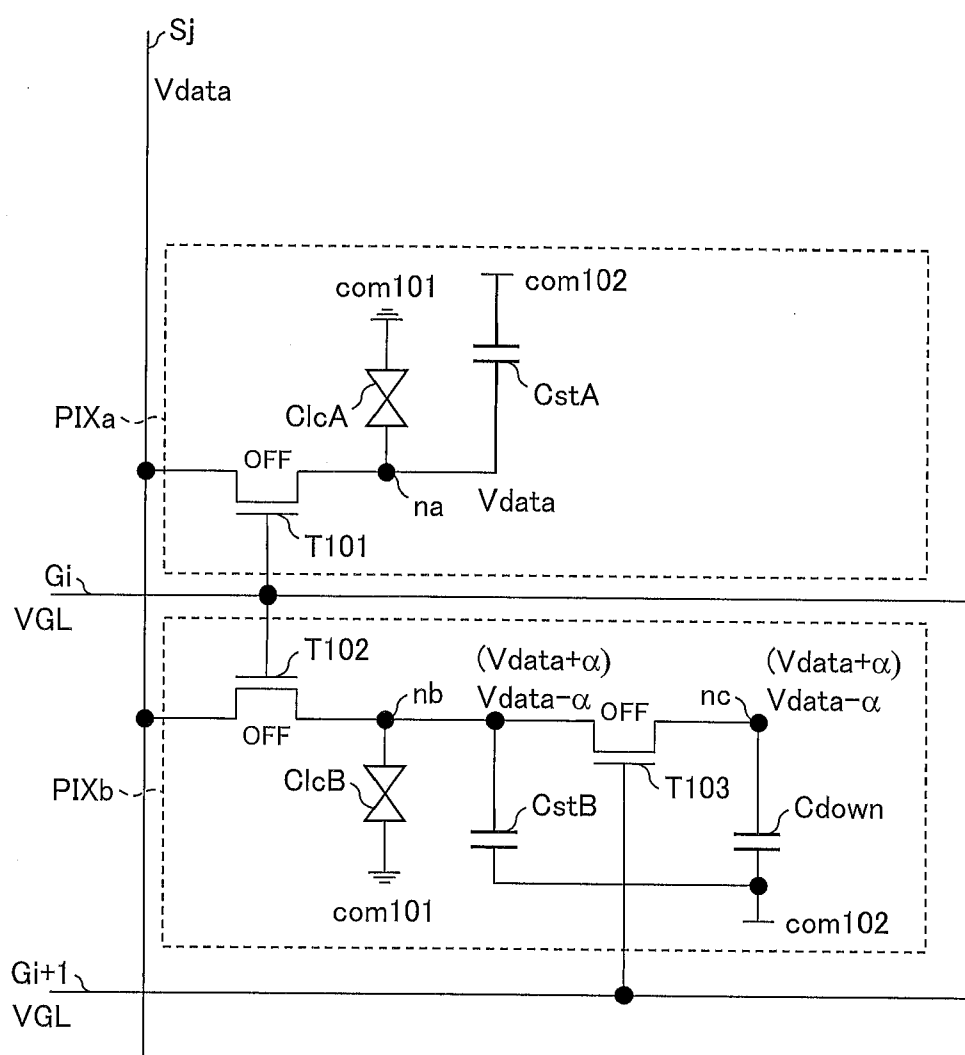 Sj
Vdata
com101
com102
ClcA
CstA
PIXa
OFF
na
Vdata
T101
Gi
VGL
T102
(Vdata+α)
Vdata−α
(Vdata+α)
Vdata−α
nb
OFF
nc
OFF
ClcB
PIXb
CstB
T103
Cdown
com101
com102
Gi+1
VGL